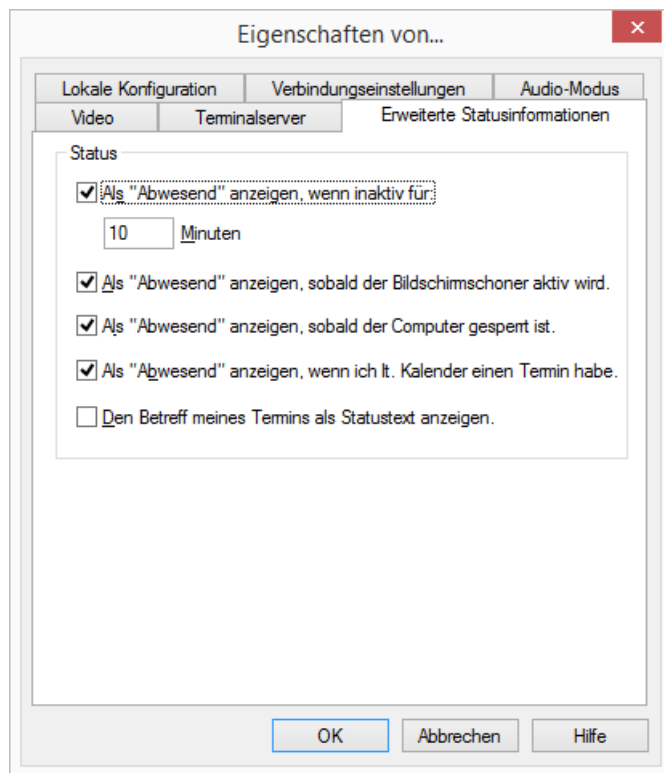 Eigenschaften von...
Lokale Konfiguration Verbindungseinstellungen Audio-Modus
Video Terminalserver Erweiterte Statusinformationen
Status
Als "Abwesend" anzeigen, wenn inaktiv für:
10 Minuten
Als "Abwesend" anzeigen, sobald der Bildschirmschoner aktiv wird.
Als "Abwesend" anzeigen, sobald der Computer gesperrt ist.
Als "Abwesend" anzeigen, wenn ich lt. Kalender einen Termin habe.
Den Betreff meines Termins als Statustext anzeigen.
OK Abbrechen Hilfe